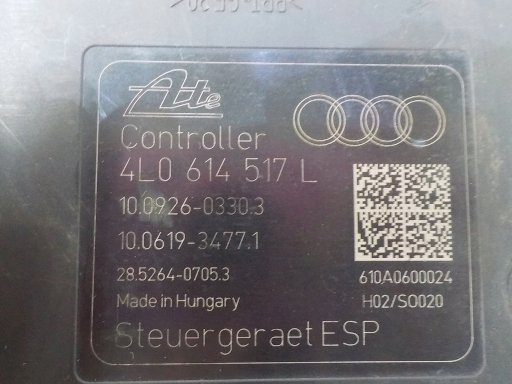 Ate
Controller
4L0 614 517 L
10.0926-0330.3
10.0619-3477.1
28.5264-0705.3
610A0600024
Made in Hungary
H02/S0020
Steuergeraet ESP